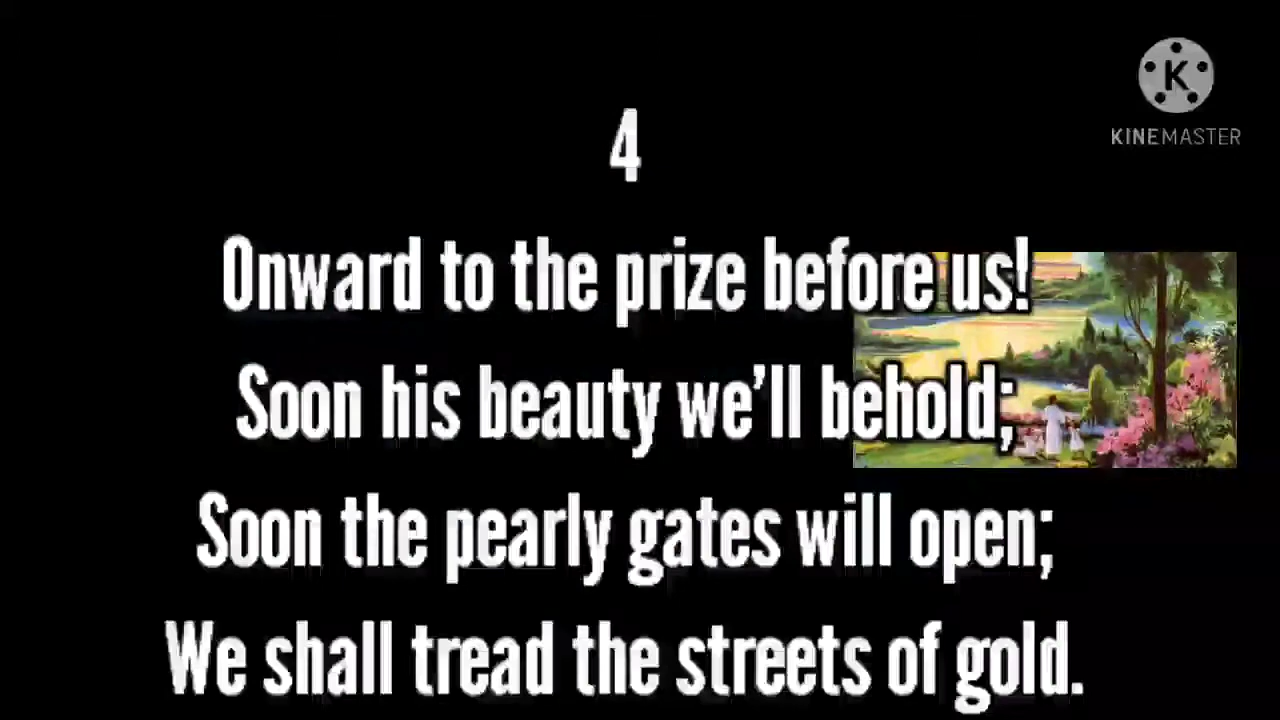 KINEMASTER
4
Onward to the prize before us!
Soon his beauty we'll behold;
Soon the pearly gates will open;
We shall tread the streets of gold.